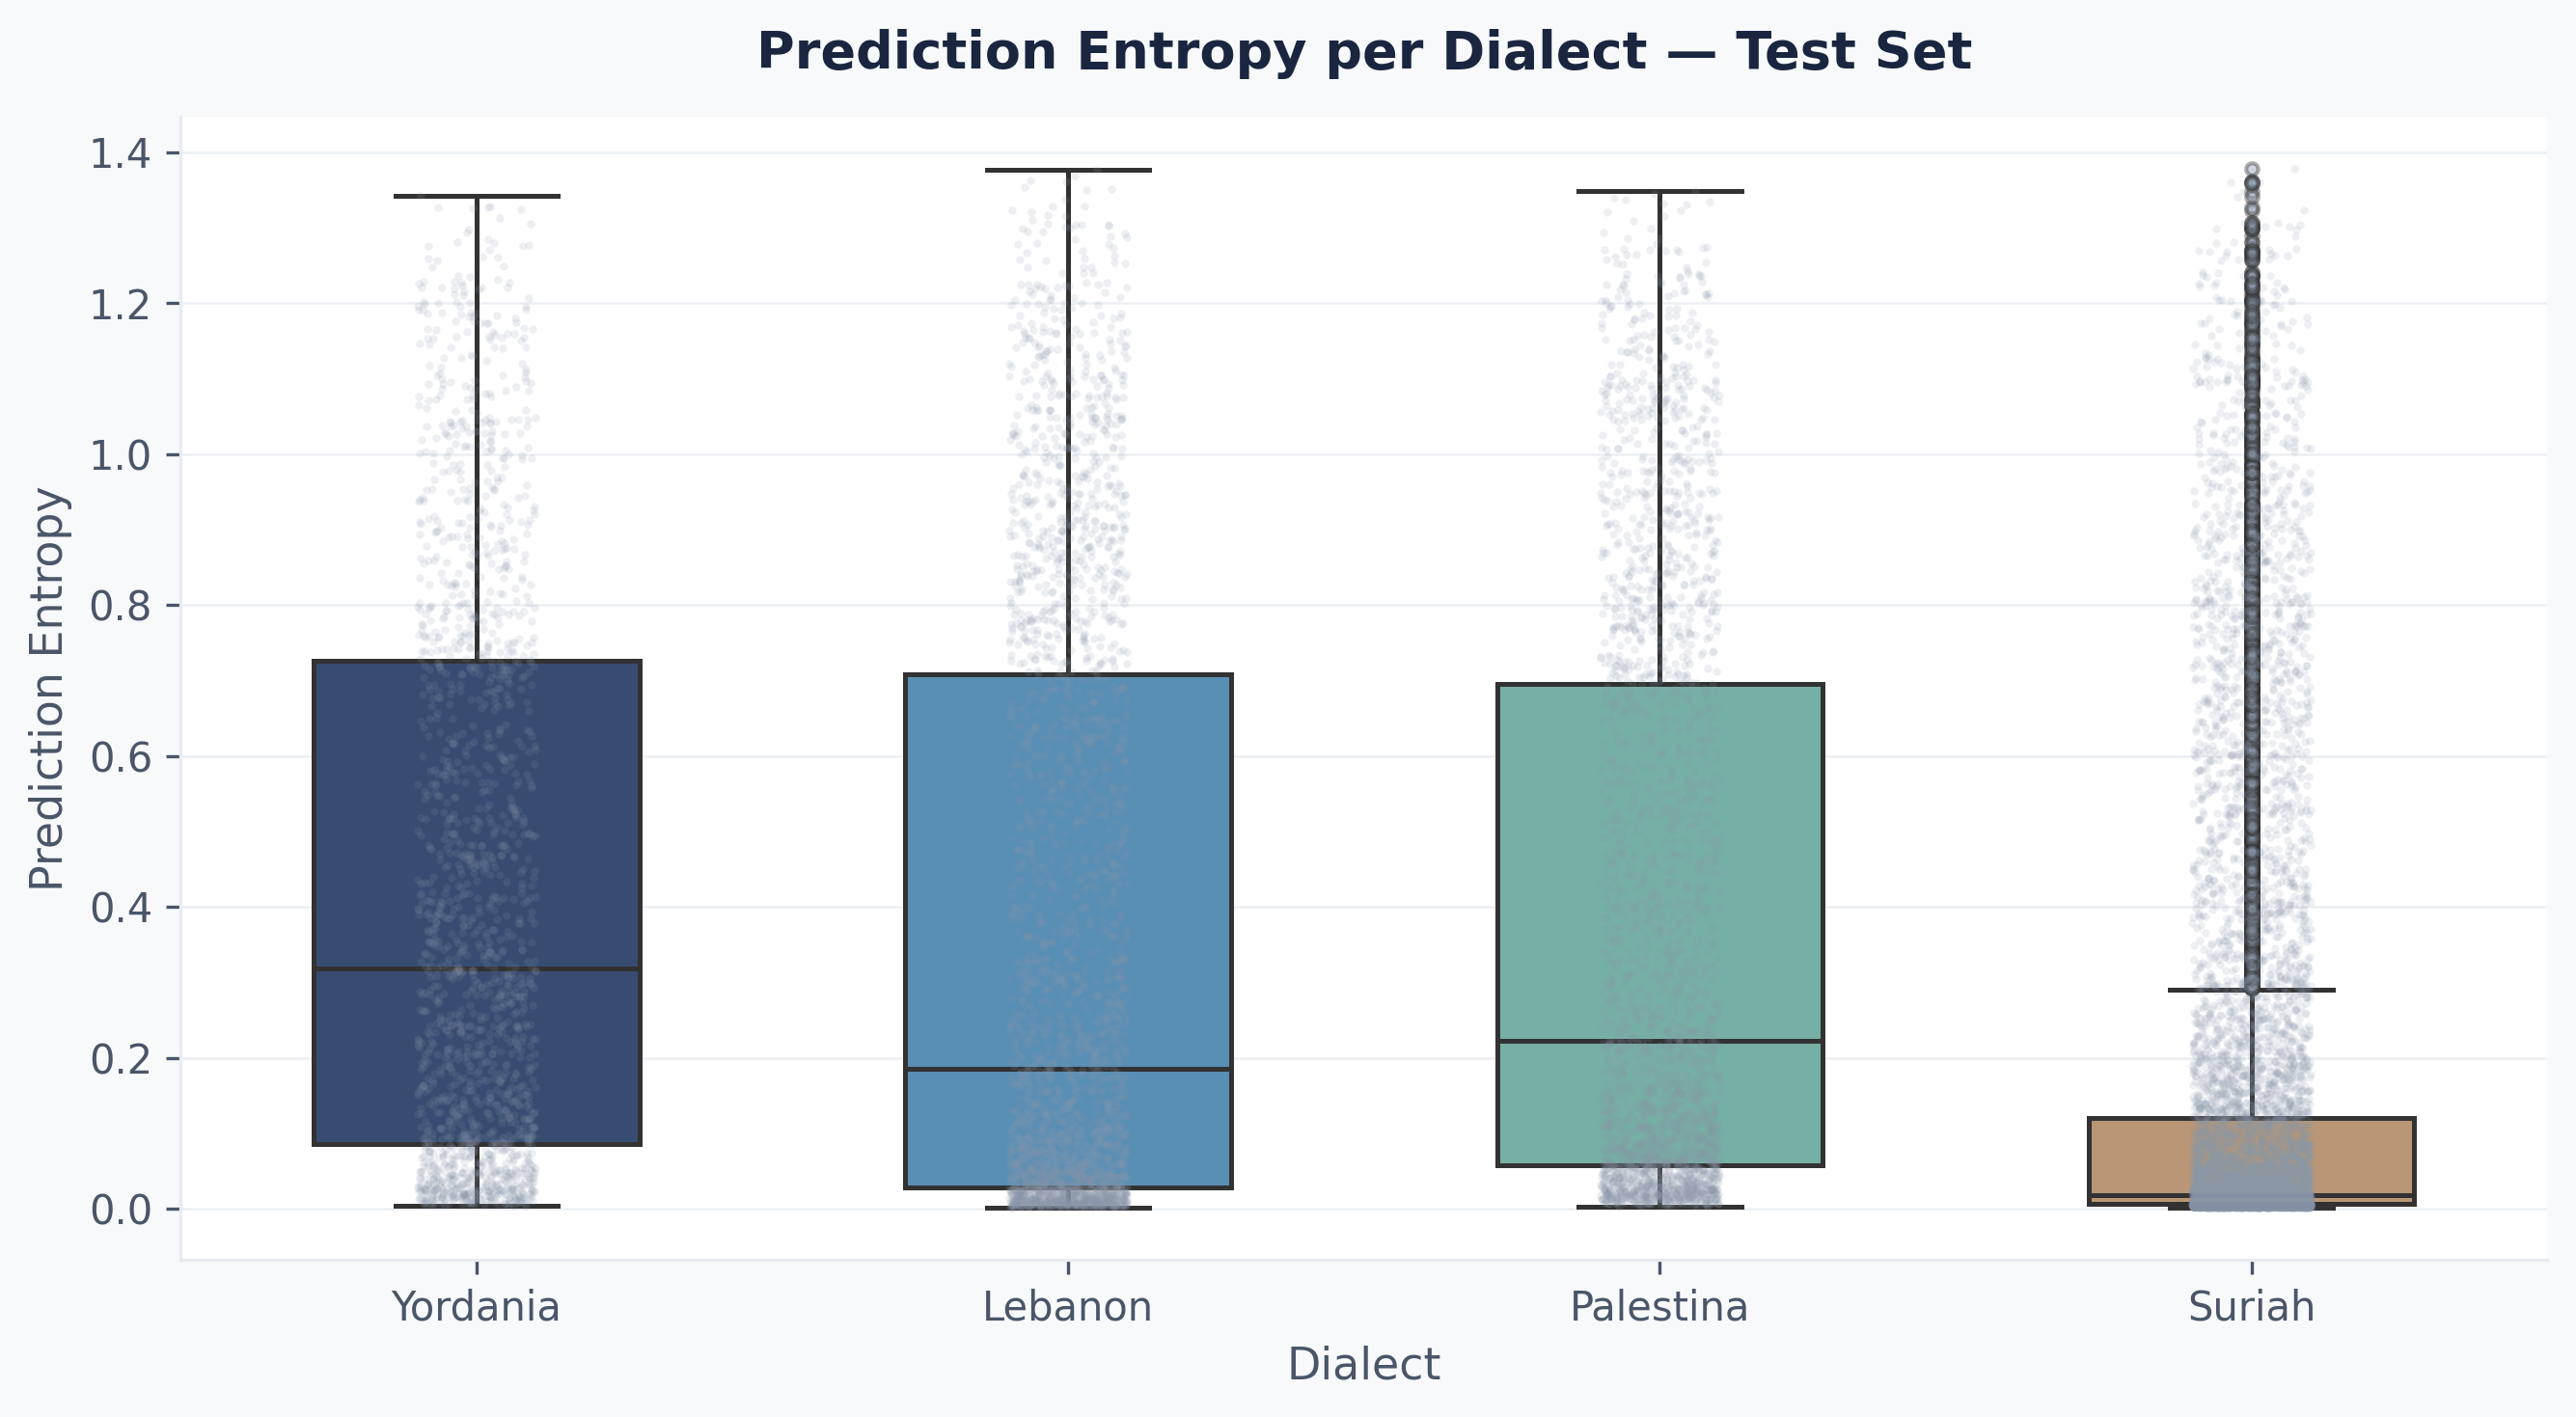 Prediction Entropy per Dialect — Test Set
Prediction Entropy
1.4
1.2
1.0
0.8
0.6
0.4
0.2
0.0
Yordania
Lebanon
Palestina
Suriah
Dialect